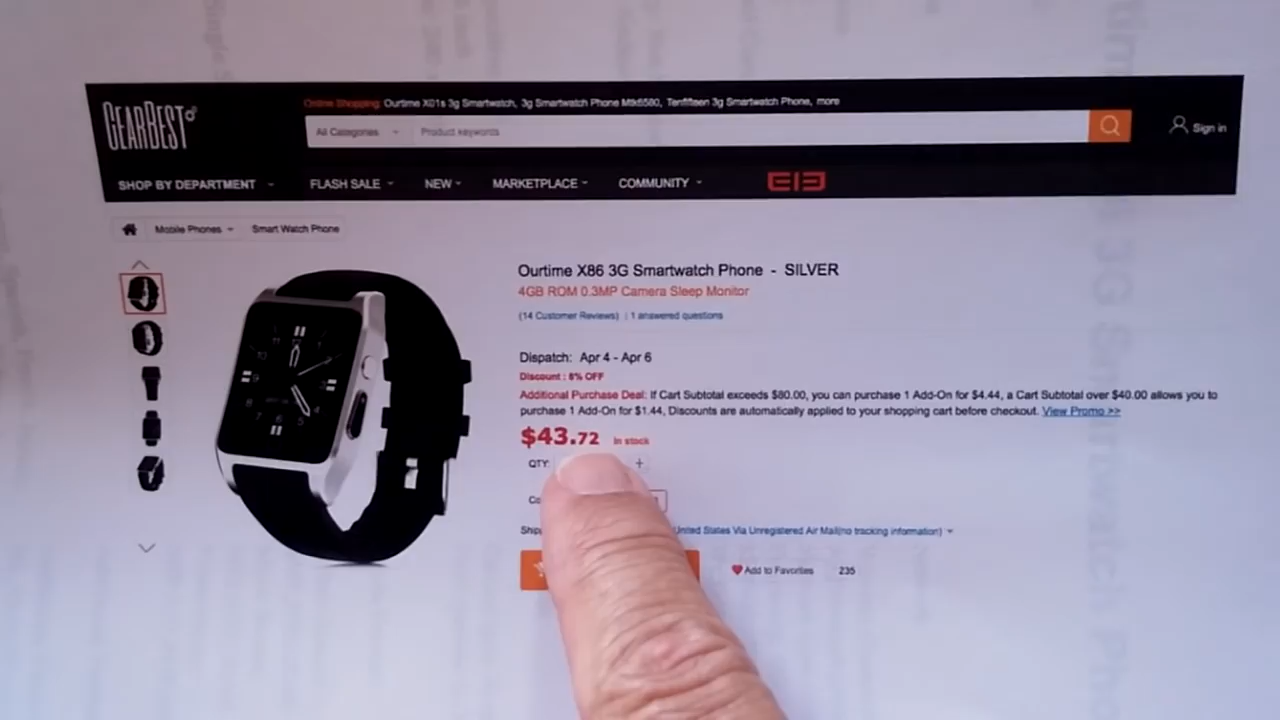 GEARBEST
Online Shopping: Ourtime X01s 3g Smartwatch, 3g Smartwatch Phone Mtk6580, Tenfifteen 3g Smartwatch Phone, more
All Categories
Product keywords
Sign in
SHOP BY DEPARTMENT
FLASH SALE
NEW
MARKETPLACE
COMMUNITY
Mobile Phones
Smart Watch Phone
Ourtime X86 3G Smartwatch Phone - SILVER
4GB ROM 0.3MP Camera Sleep Monitor
(14 Customer Reviews) | 1 answered questions
Dispatch: Apr 4 - Apr 6
Discount : 8% OFF
Additional Purchase Deal: If Cart Subtotal exceeds $80.00, you can purchase 1 Add-On for $4.44, a Cart Subtotal over $40.00 allows you to
purchase 1 Add-On for $1.44, Discounts are automatically applied to your shopping cart before checkout. View Promo >>
$43.72 In stock
QTY: +
United States Via Unregistered Air Mail(no tracking information)
Add to Favorites 235